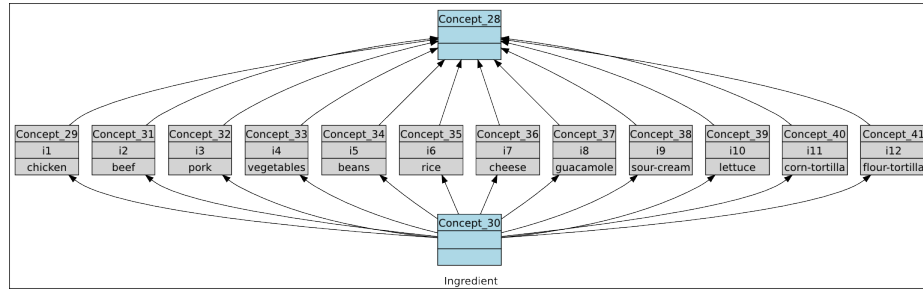 Concept_28
Concept_29 Concept_31 Concept_32 Concept_33 Concept_34 Concept_35 Concept_36 Concept_37 Concept_38 Concept_39 Concept_40 Concept_41
i1 i2 i3 i4 i5 i6 i7 i8 i9 i10 i11 i12
chicken beef pork vegetables beans rice cheese guacamole sour-cream lettuce corn-tortilla flour-tortilla
Concept_30
Ingredient